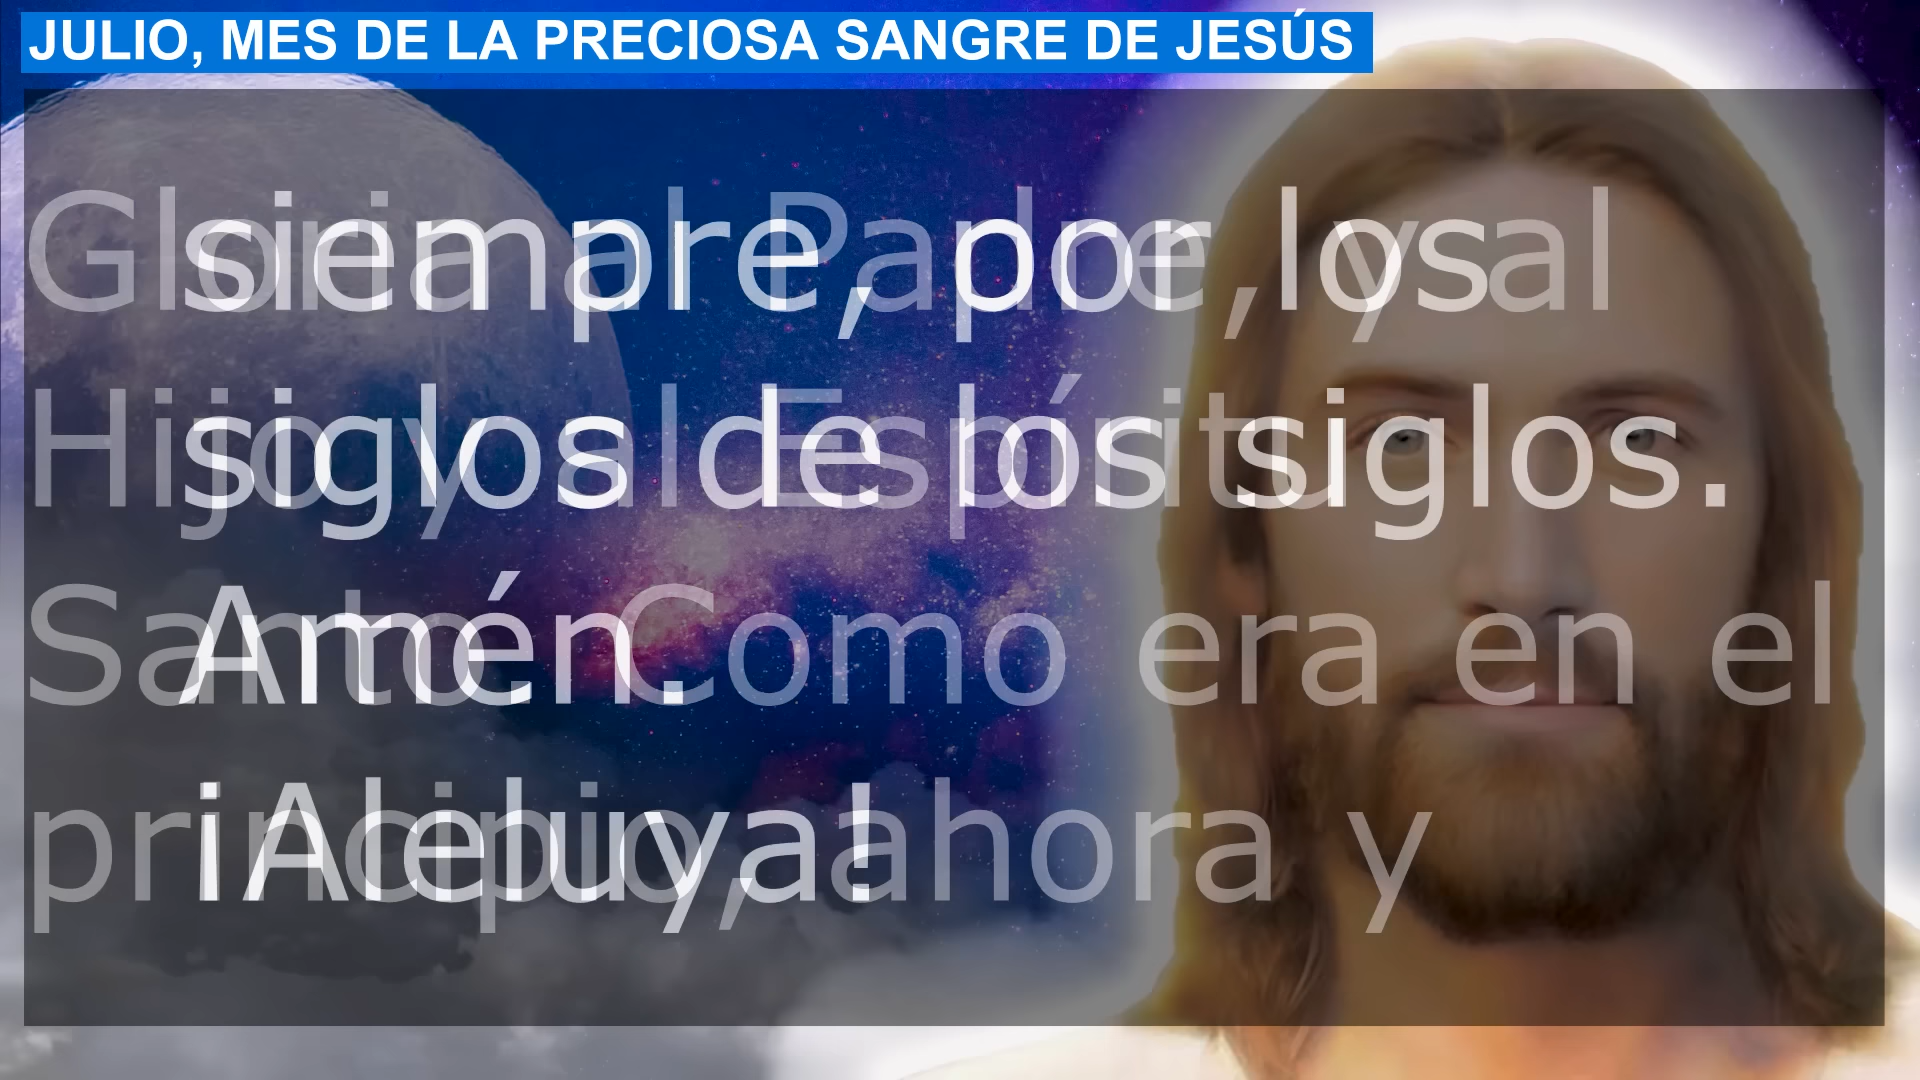 JULIO, MES DE LA PRECIOSA SANGRE DE JESÚS
Gloria al Padre, y al
Hijo y al Espíritu
Santo. Como era en el
principio, ahora y
siempre, por los
siglos de los siglos.
Amén.
¡Aleluya!